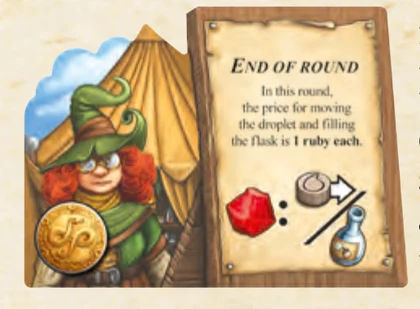 END OF ROUND
In this round,
the price for moving
the droplet and filling
the flask is 1 ruby each.